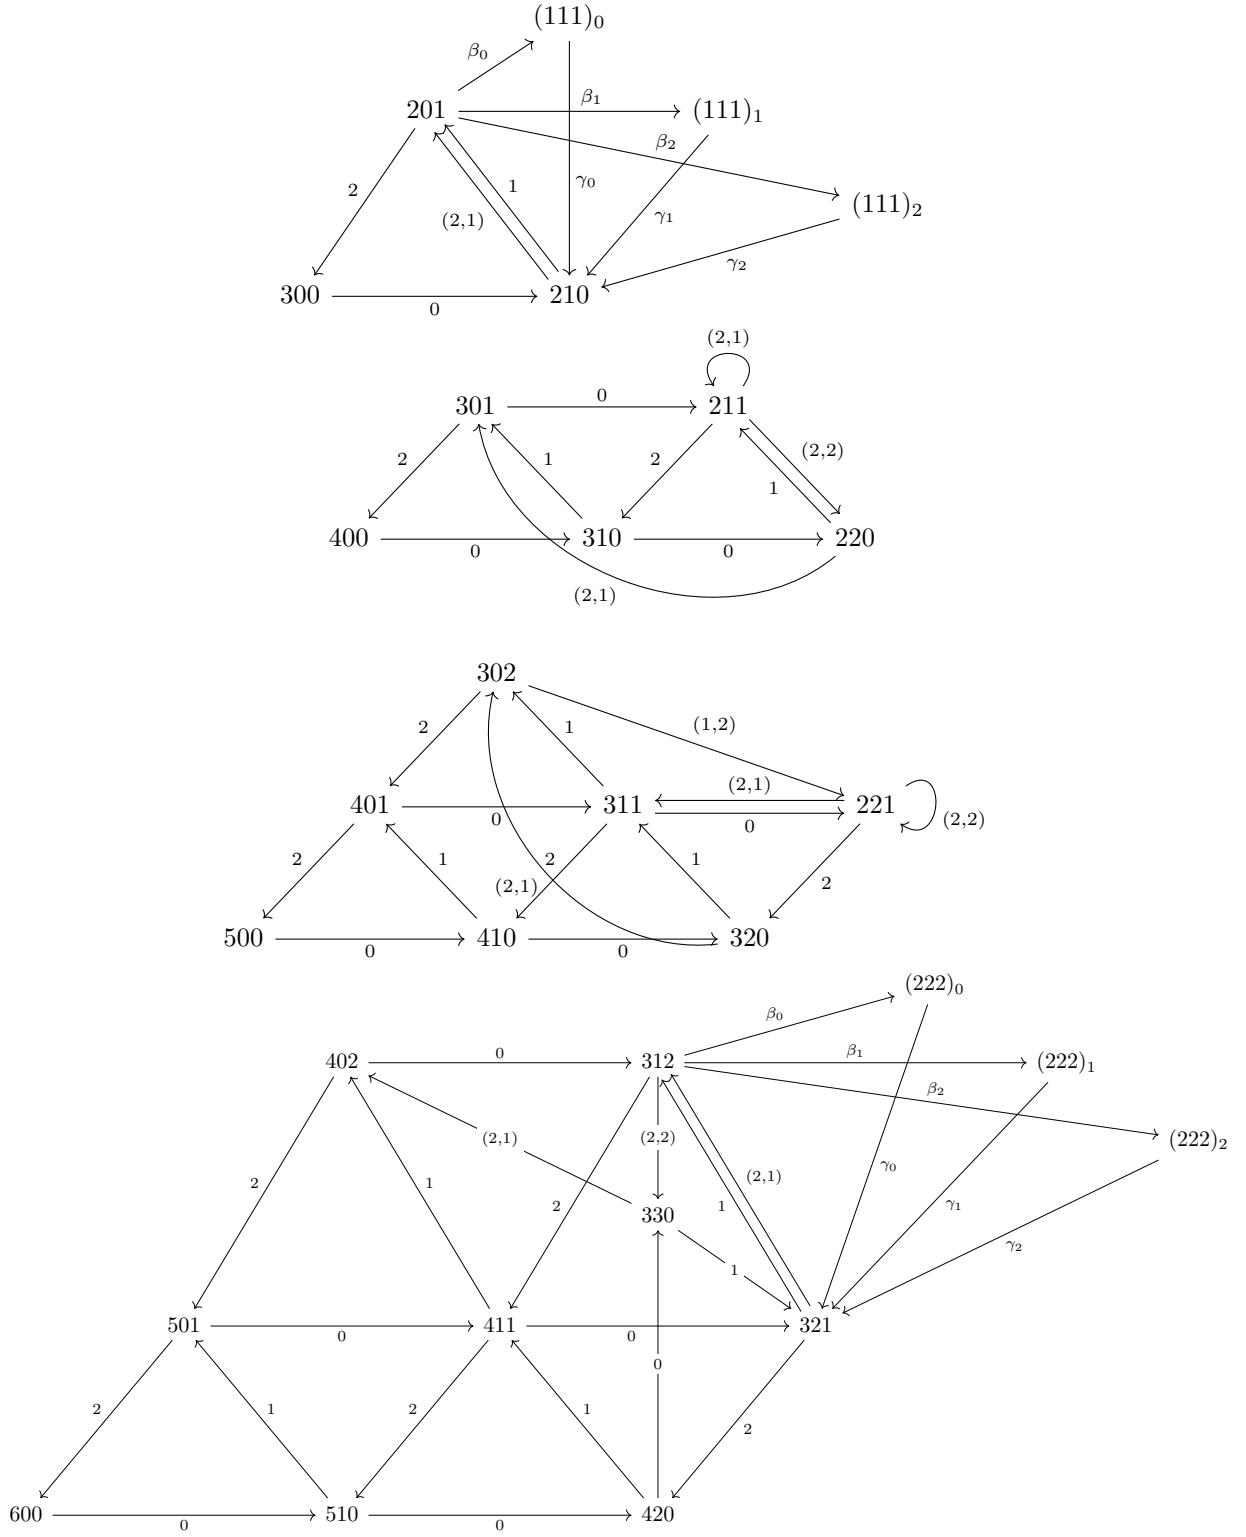 (111)₀
β₀
201 β₁ (111)₁
β₂
2 1 γ₀ (111)₂
(2,1) γ₁
γ₂
300 0 210
(2,1)
301 0 211
2 1 2 (2,2)
1
400 0 310 0 220
(2,1)
302
2 1 (1,2)
(2,1)
401 0 311 0 221 (2,2)
2 1 2 1 2
(2,1)
500 0 410 0 320
(222)₀
β₀
402 0 312 β₁ (222)₁
β₂
(2,1) (2,2) (222)₂
2 1 2 1 (2,1) γ₀
330 γ₁
1 γ₂
501 0 411 0 321
0
2 1 2 1 2
600 0 510 0 420